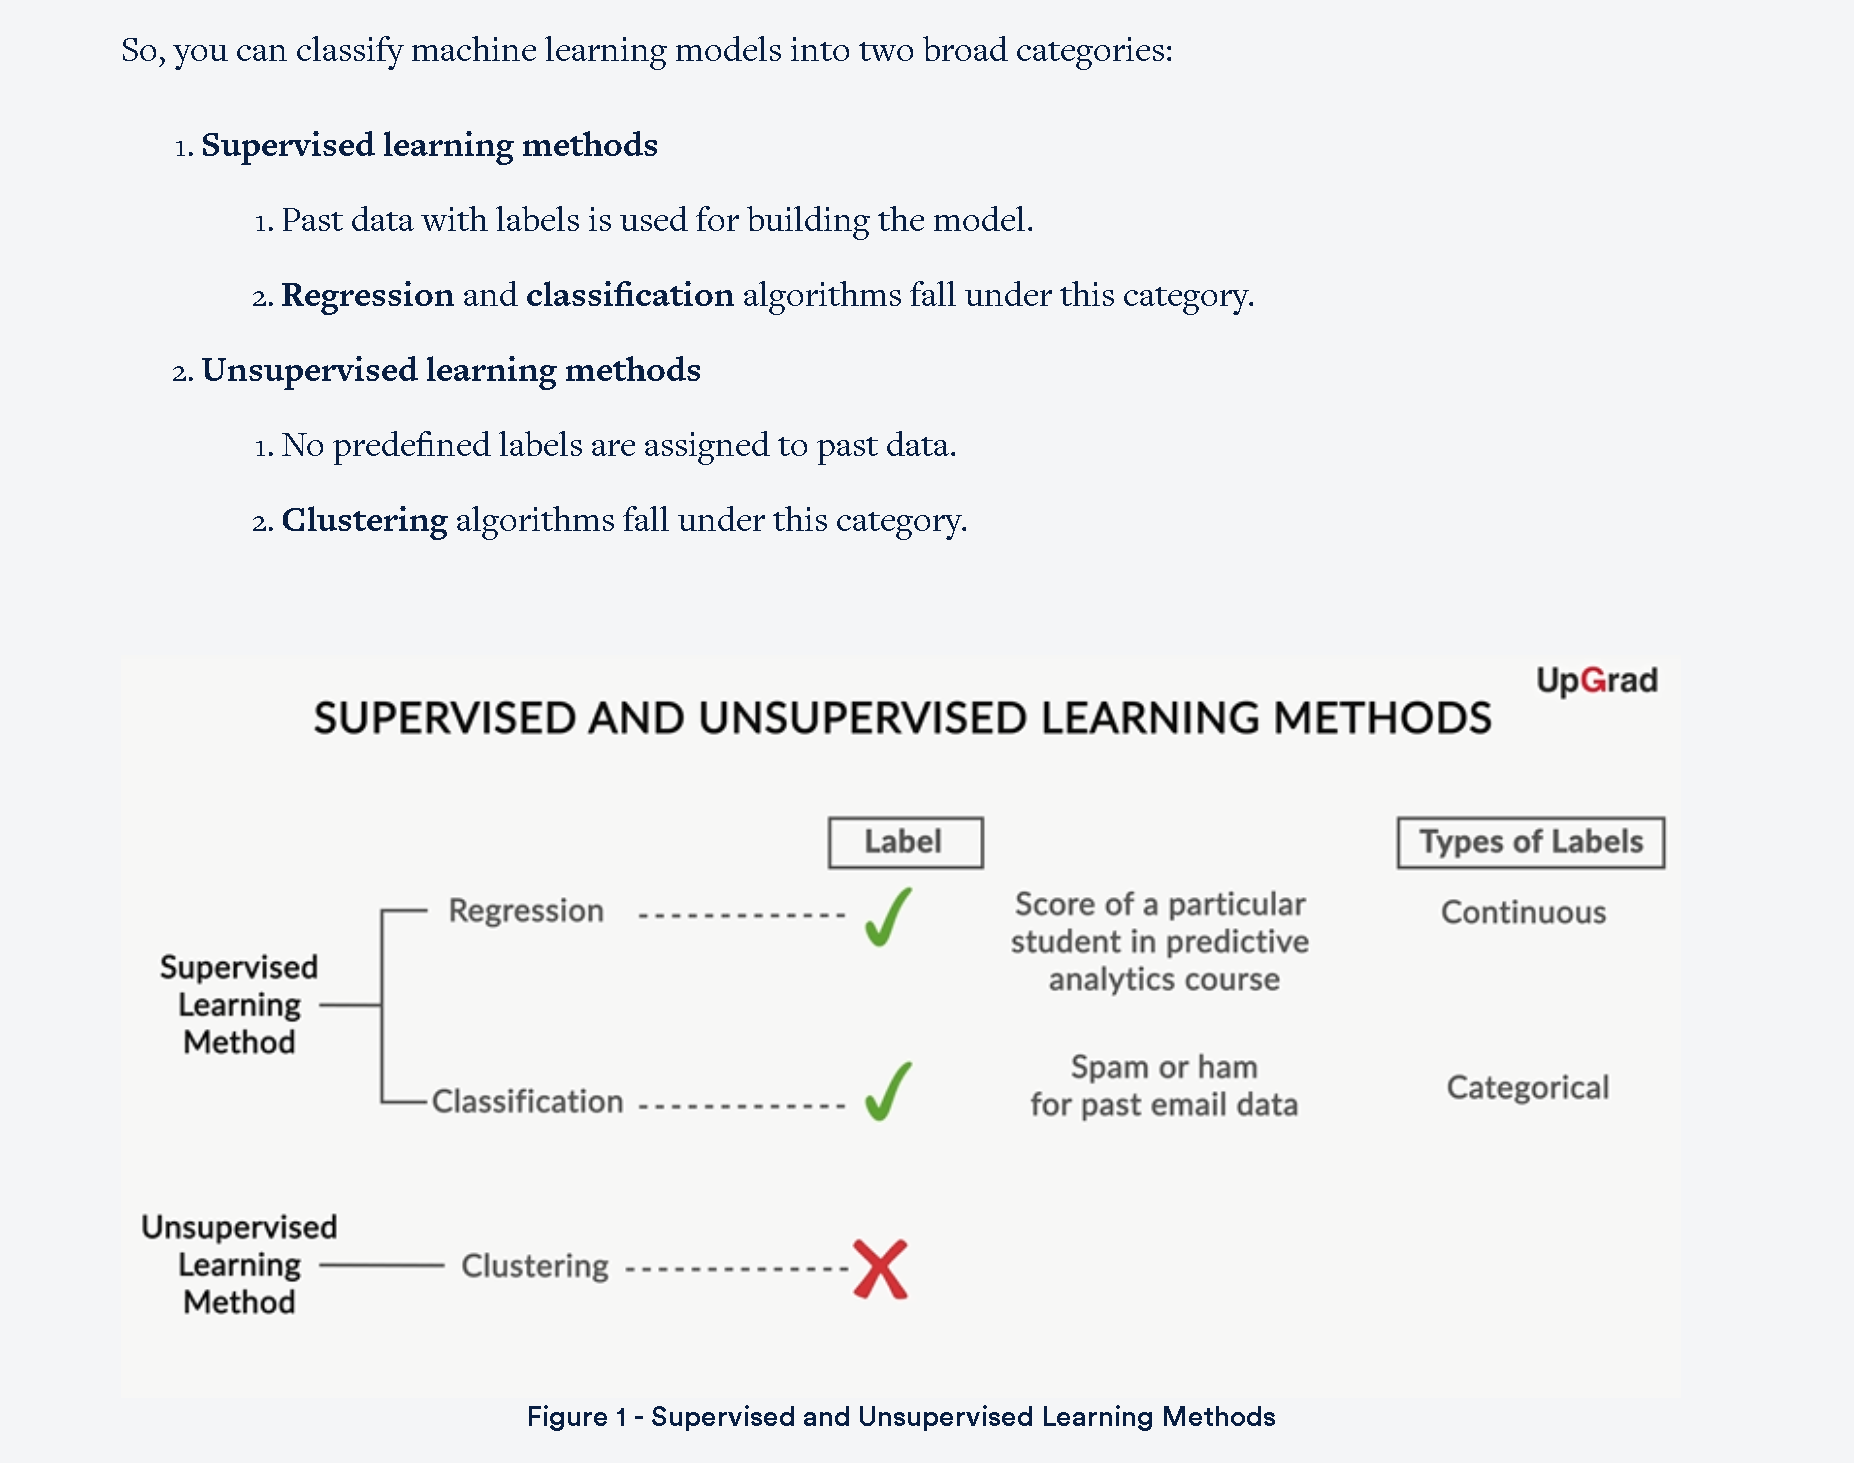 So, you can classify machine learning models into two broad categories:
1. Supervised learning methods
1. Past data with labels is used for building the model.
2. Regression and classification algorithms fall under this category.
2. Unsupervised learning methods
1. No predefined labels are assigned to past data.
2. Clustering algorithms fall under this category.
UpGrad
SUPERVISED AND UNSUPERVISED LEARNING METHODS
Label
Types of Labels
Supervised
Learning
Method
Regression
Score of a particular
student in predictive
analytics course
Continuous
Classification
Spam or ham
for past email data
Categorical
Unsupervised
Learning
Method
Clustering
Figure 1 - Supervised and Unsupervised Learning Methods